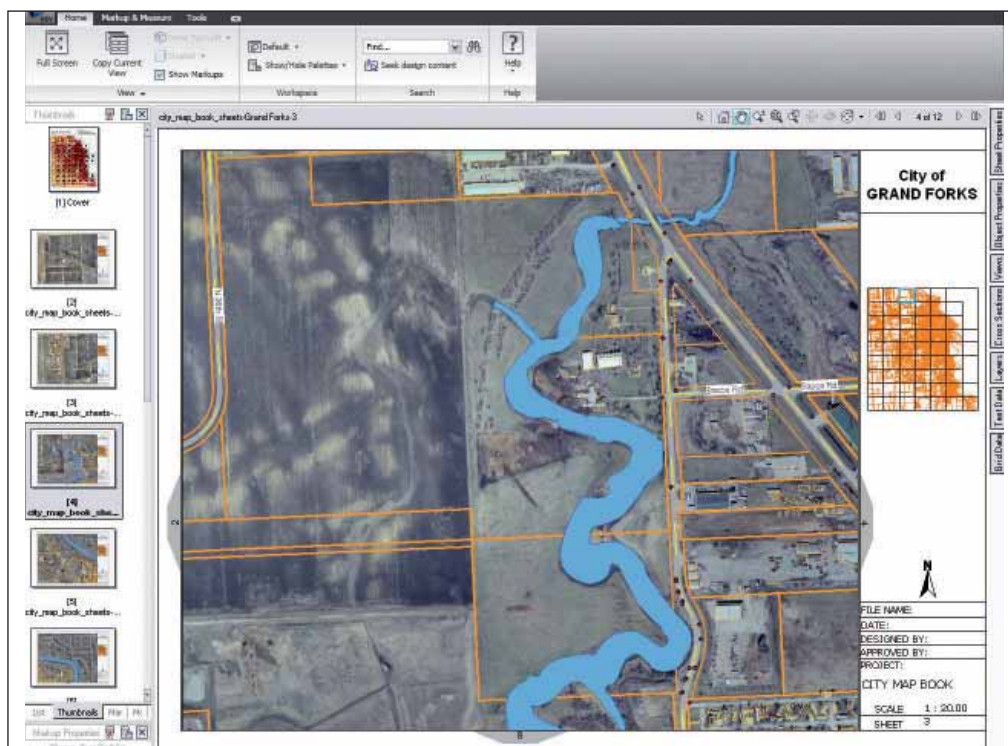 Home Markup & Measure Tools
Full Screen
Copy Current View
Show Markups
View
Default
Show/Hide Palettes
Workspace
Find...
Seek design content
Search
Help
Help
Thumbnails
[1] Cover
[2]
city_map_book_sheets-...
[3]
city_map_book_sheets-...
[4]
city_map_book_she...
[5]
city_map_book_sheets-...
List Thumbnails
Markup Properties
city_map_book_sheets-Grand Forks-3
4 of 12
Sheet Properties
Object Properties
Views
Cross Sections
Layers
Text Data
Grid Data
City of
GRAND FORKS
N
FILE NAME:
DATE:
DESIGNED BY:
APPROVED BY:
PROJECT:
CITY MAP BOOK
SCALE 1 : 20.00
SHEET 3